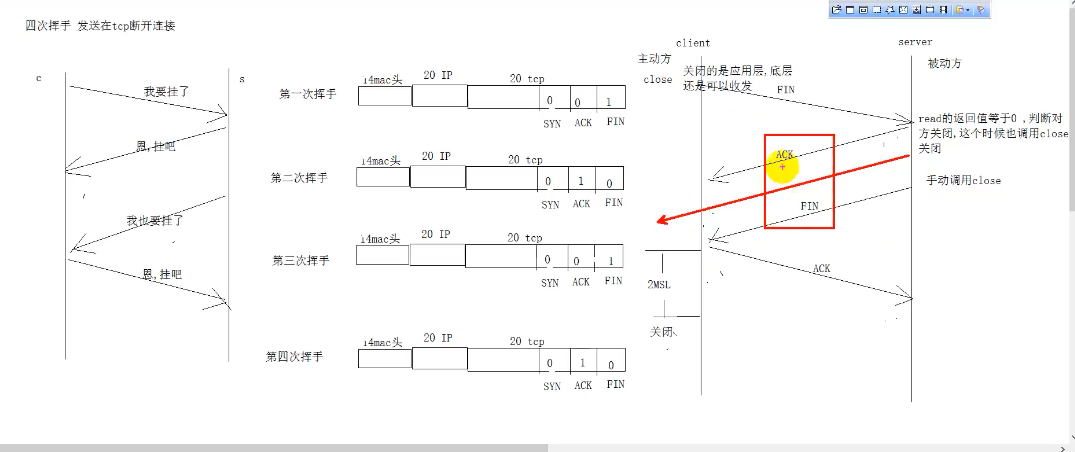 四次挥手 发送在tcp断开连接
c
s
我要挂了
恩,挂吧
我也要挂了
恩,挂吧
第一次挥手
14mac头
20 IP
20 tcp
0
0
1
SYN
ACK
FIN
第二次挥手
14mac头
20 IP
20 tcp
0
1
0
SYN
ACK
FIN
第三次挥手
14mac头
20 IP
20 tcp
0
0
1
SYN
ACK
FIN
第四次挥手
14mac头
20 IP
20 tcp
0
1
0
SYN
ACK
FIN
client
server
主动方
被动方
close
关闭的是应用层,底层
还是可以收发
FIN
read的返回值等于0 ,判断对
方关闭,这个时候也调用close
关闭
ACK
手动调用close
FIN
ACK
2MSL
关闭、